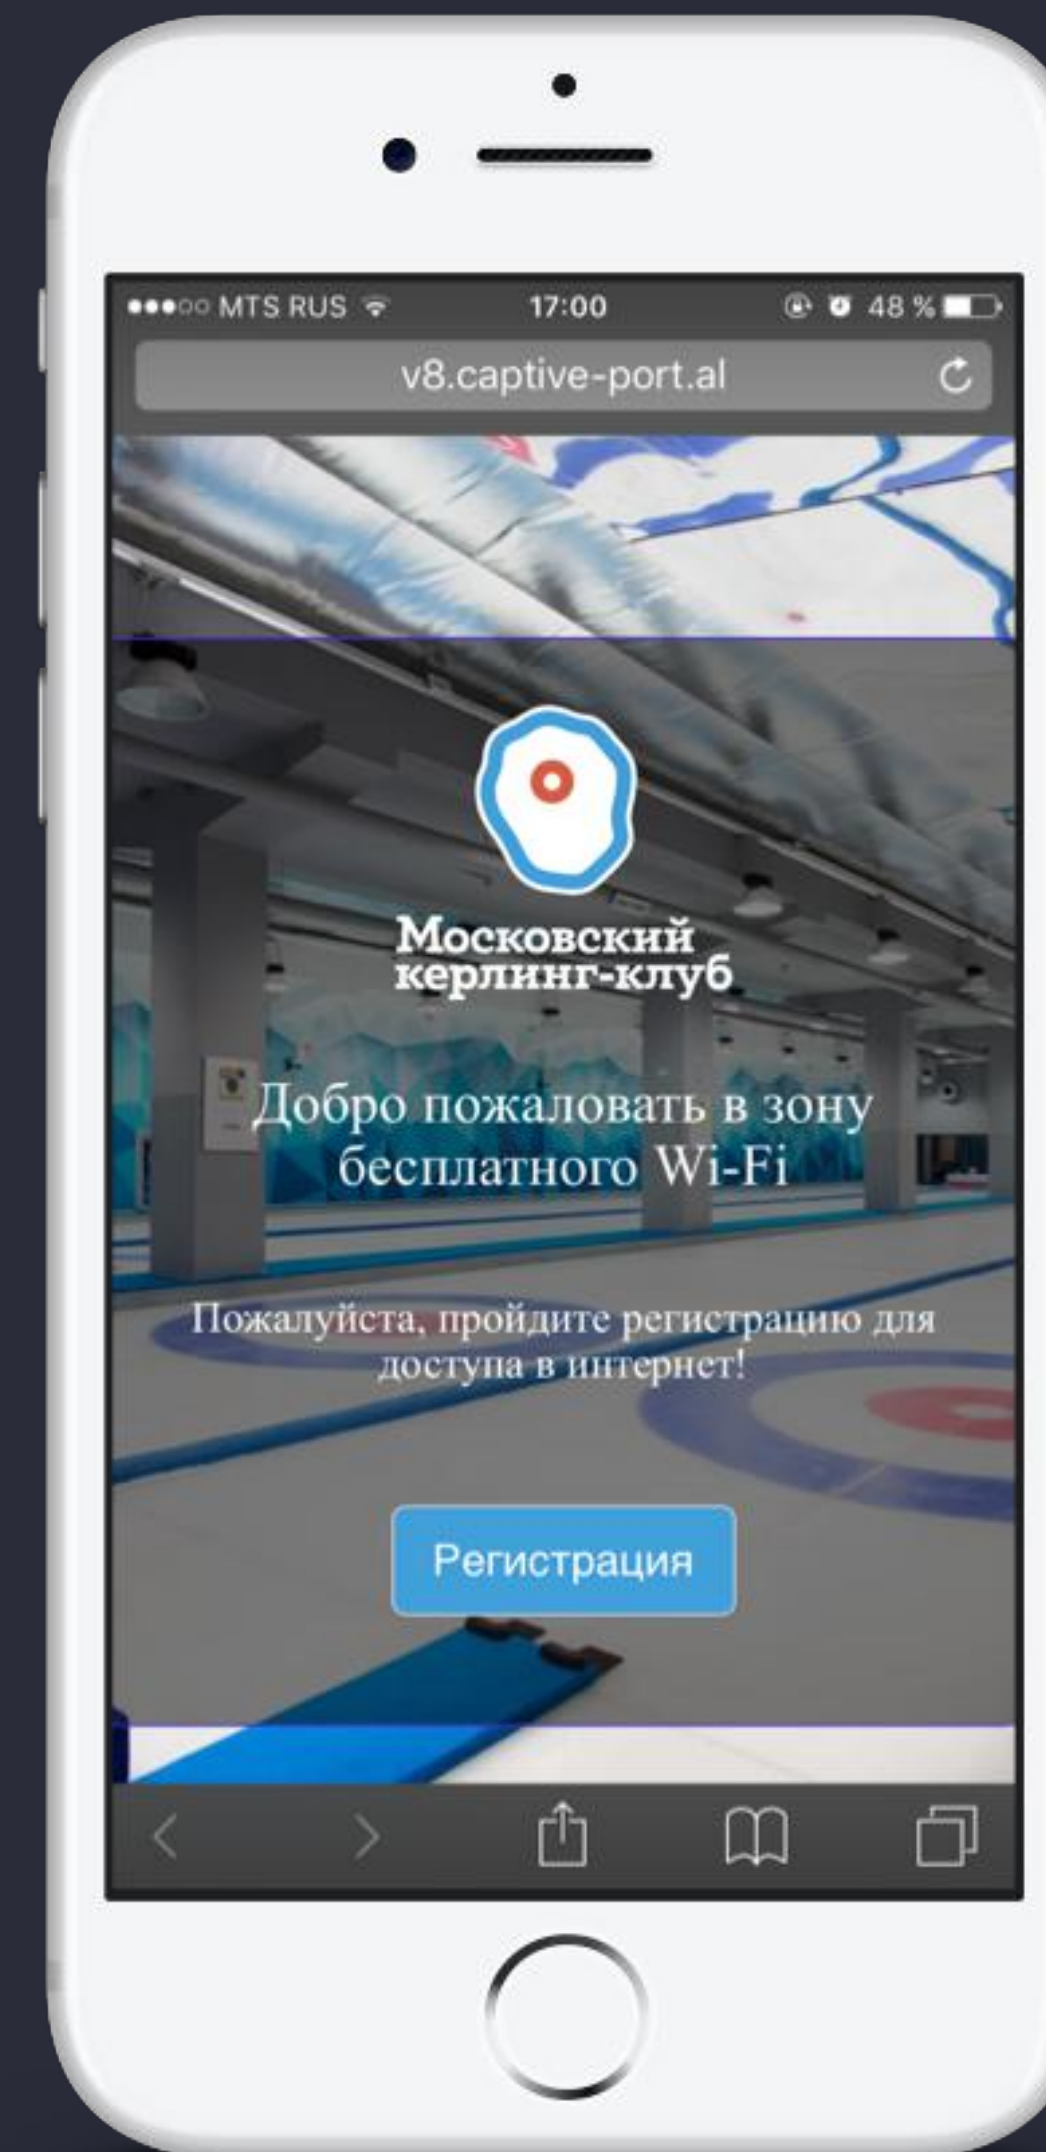 MTS RUS 17:00 48 %
v8.captive-port.al
Московский
керлинг-клуб
Добро пожаловать в зону
бесплатного Wi-Fi
Пожалуйста, пройдите регистрацию для
доступа в интернет!
Регистрация